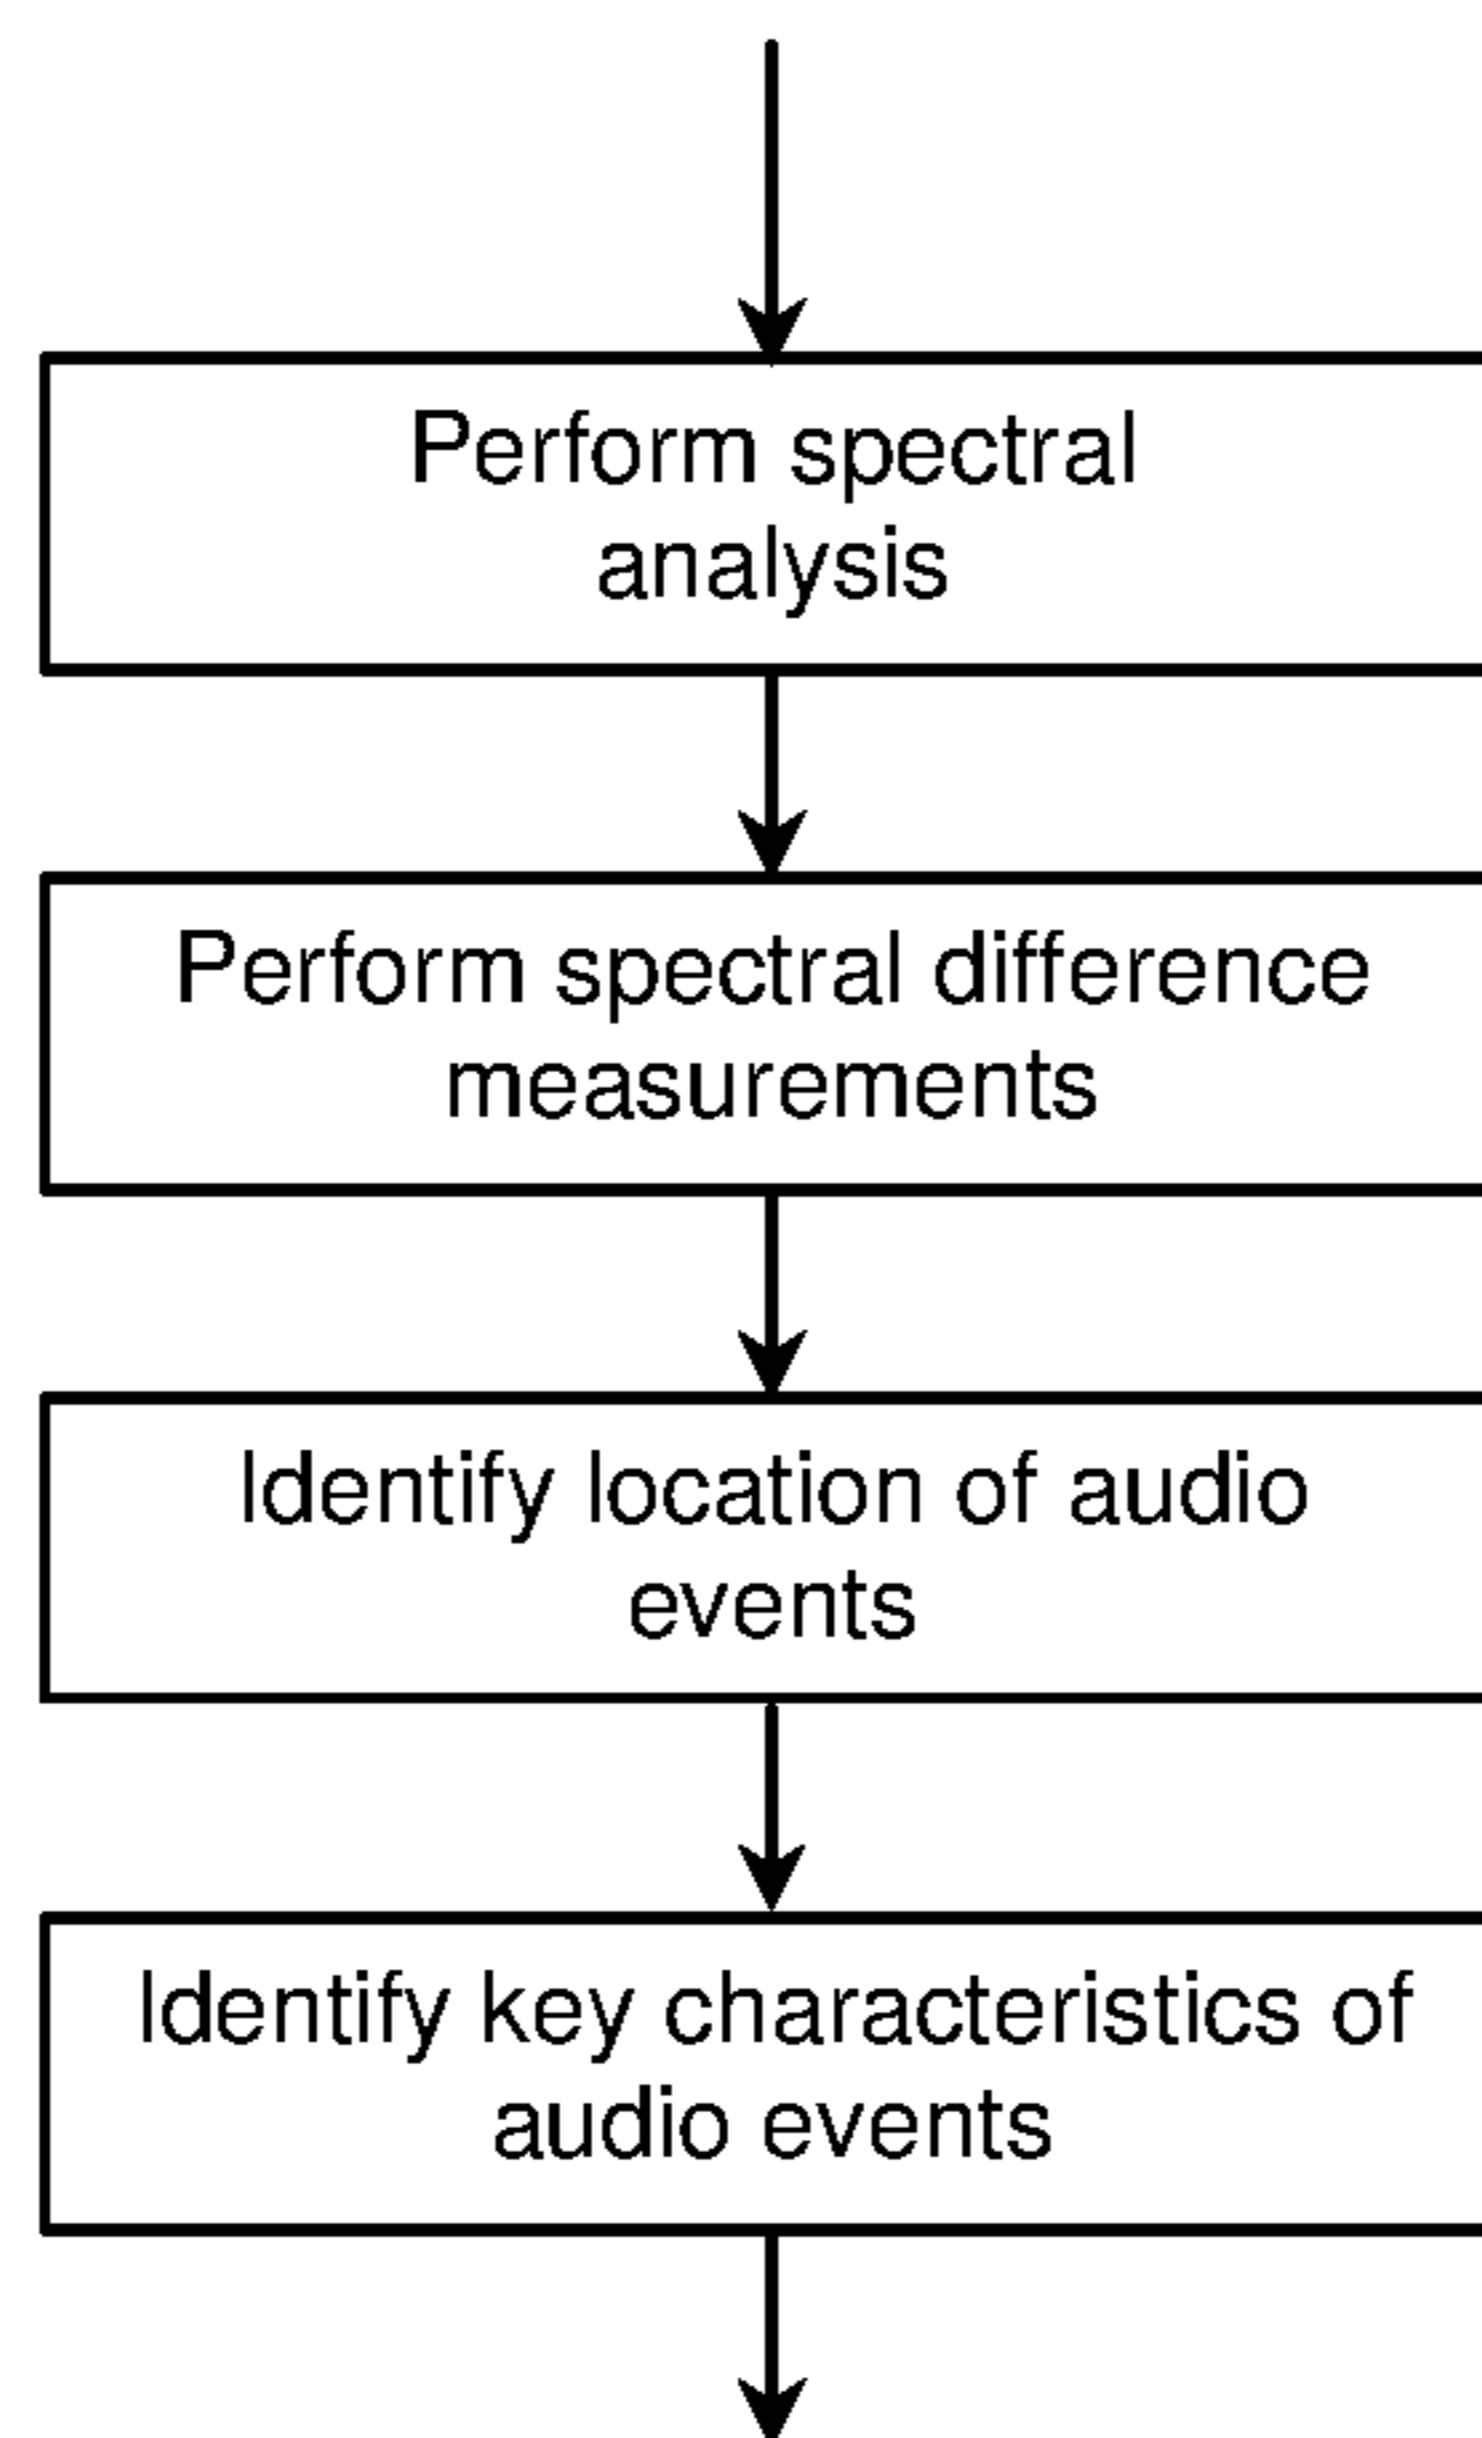 Perform spectral
analysis
Perform spectral difference
measurements
Identify location of audio
events
Identify key characteristics of
audio events